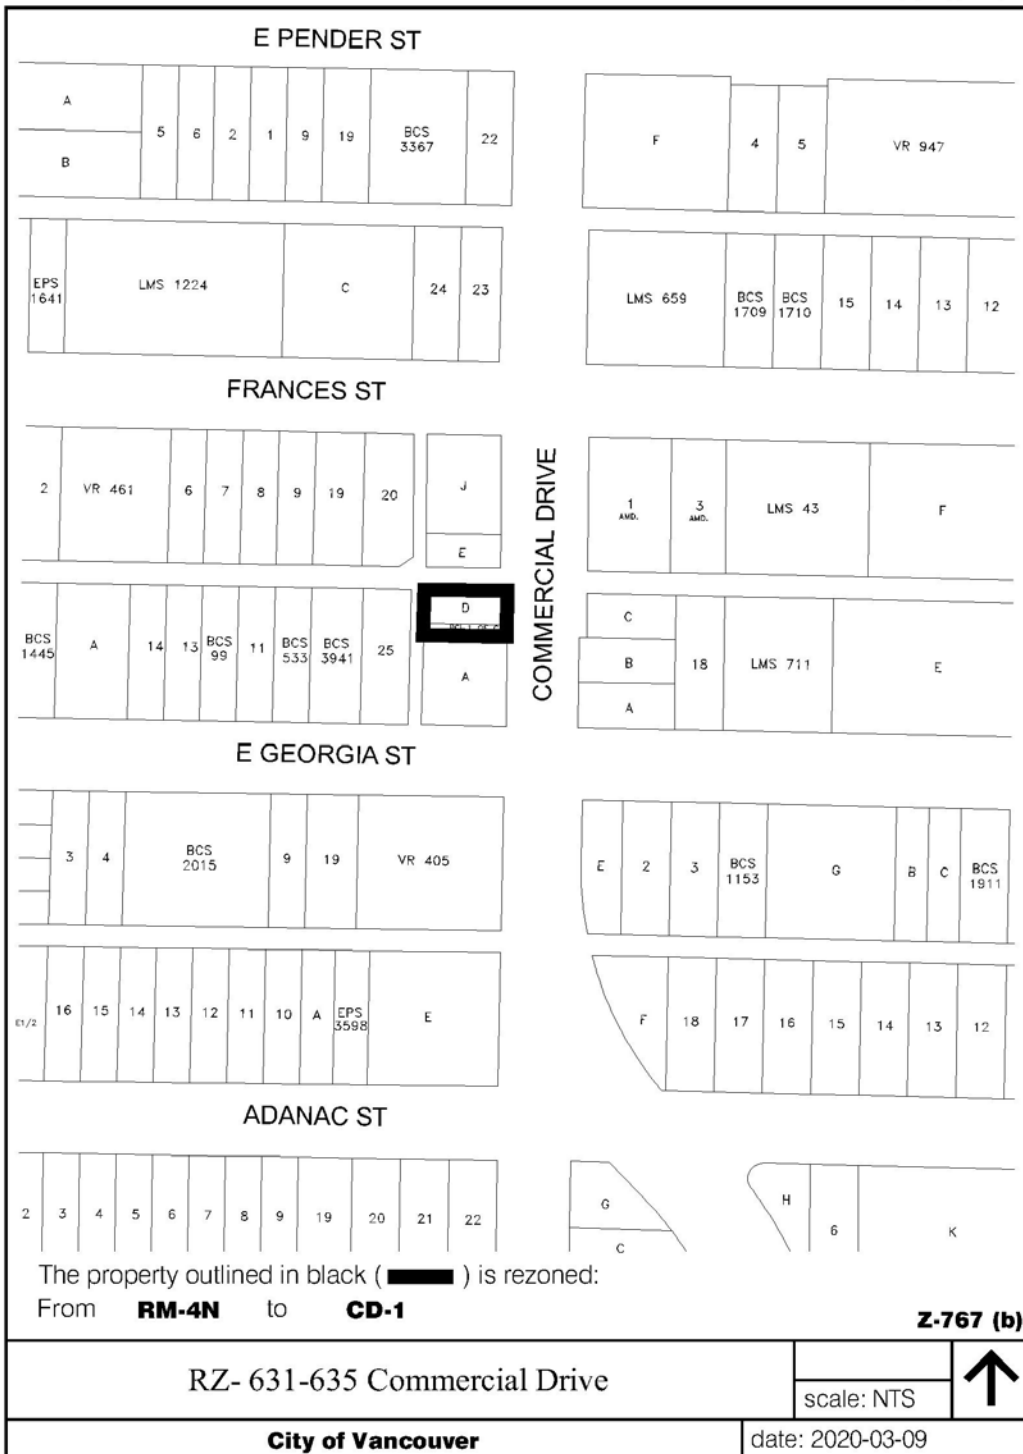 E PENDER ST
A
B
5 6 2 1 9 19 BCS 22
3367
F 4 5 VR 947
EPS
1641
LMS 1224 C 24 23
LMS 659 BCS BCS 15 14 13 12
1709 1710
FRANCES ST
2 VR 461 6 7 8 9 19 20
J
E
COMMERCIAL DRIVE
1 3 LMS 43 F
AMD. AMD.
BCS
1445
A 14 13 BCS 11 BCS BCS 25
99 533 3941
D
A
C
B
A
18 LMS 711 E
E GEORGIA ST
3 4 BCS 9 19 VR 405
2015
E 2 3 BCS G B C BCS
1153 1911
E1/2 16 15 14 13 12 11 10 A EPS E
3598
F 18 17 16 15 14 13 12
ADANAC ST
2 3 4 5 6 7 8 9 19 20 21 22
G
C
H 6 K
The property outlined in black ( ) is rezoned:
From RM-4N to CD-1
Z-767 (b)
RZ- 631-635 Commercial Drive
scale: NTS
City of Vancouver
date: 2020-03-09